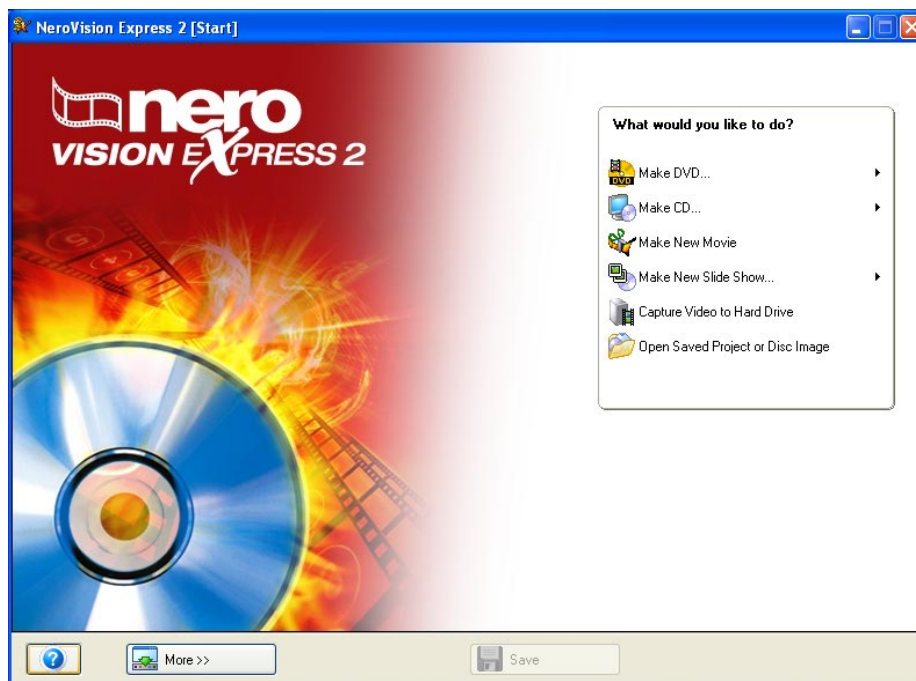 NeroVision Express 2 [Start]
nero
VISION EXPRESS 2
What would you like to do?
Make DVD...
DVD
Make CD...
Make New Movie
Make New Slide Show...
Capture Video to Hard Drive
Open Saved Project or Disc Image
?
More >>
Save